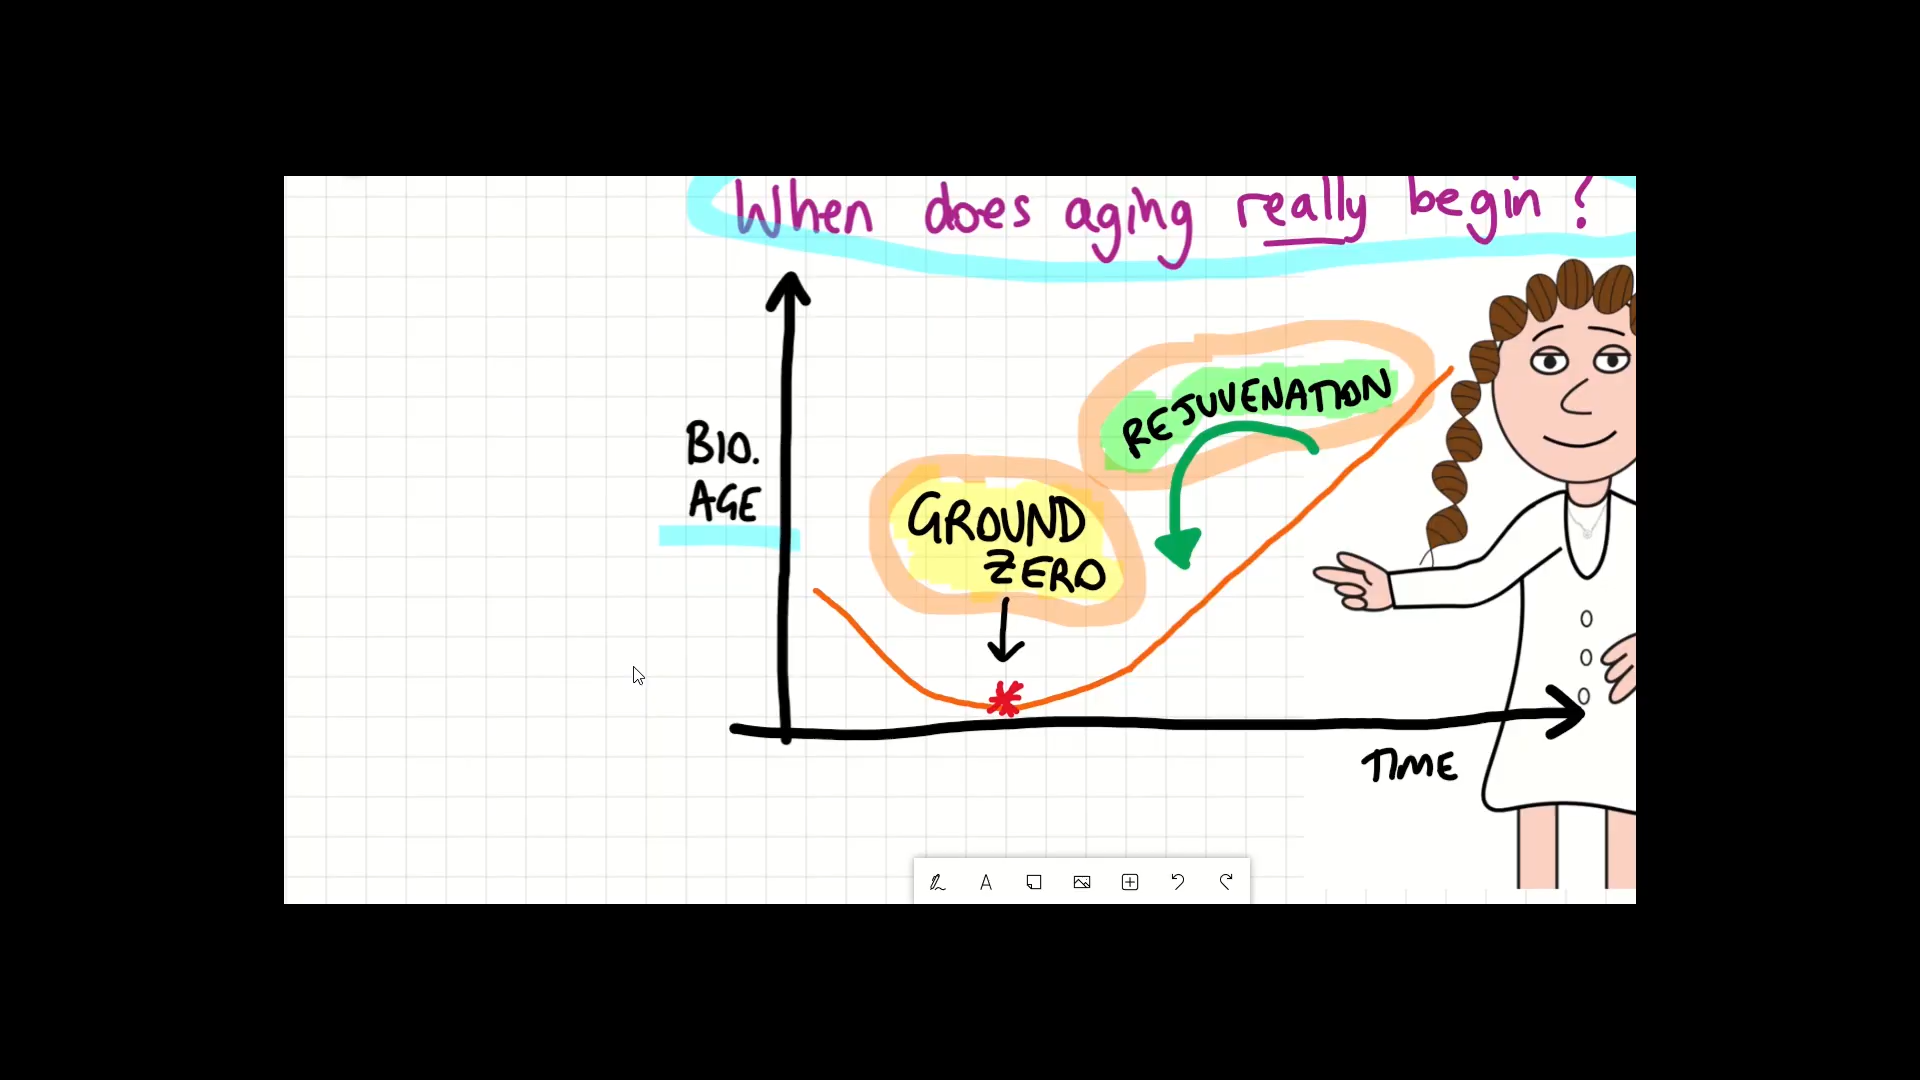 When does aging really begin?
REJUVENATION
BIO.
AGE
GROUND
ZERO
TIME